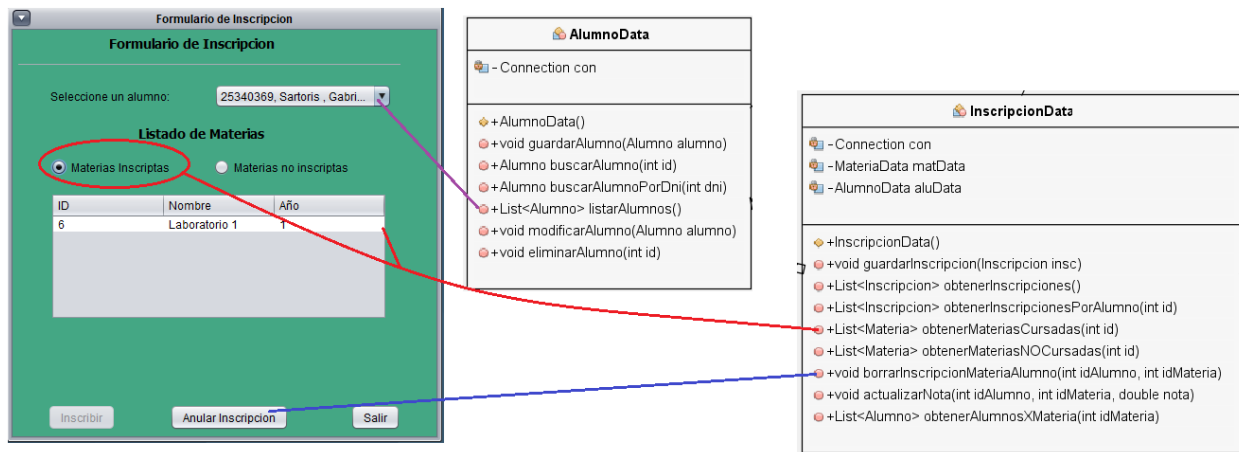 Formulario de Inscripcion
Formulario de Inscripcion
Seleccione un alumno: 25340369, Sartoris , Gabri...
Listado de Materias
Materias Inscriptas Materias no inscriptas
ID Nombre Año
6 Laboratorio 1 1
Inscribir Anular Inscripcion Salir
AlumnoData
-Connection con
+AlumnoData()
+void guardarAlumno(Alumno alumno)
+Alumno buscarAlumno(int id)
+Alumno buscarAlumnoPorDni(int dni)
+List<Alumno> listarAlumnos()
+void modificarAlumno(Alumno alumno)
+void eliminarAlumno(int id)
InscripcionData
-Connection con
-MateriaData matData
-AlumnoData aluData
+InscripcionData()
+void guardarInscripcion(Inscripcion insc)
+List<Inscripcion> obtenerInscripciones()
+List<Inscripcion> obtenerInscripcionesPorAlumno(int id)
+List<Materia> obtenerMateriasCursadas(int id)
+List<Materia> obtenerMateriasNOCursadas(int id)
+void borrarInscripcionMateriaAlumno(int idAlumno, int idMateria)
+void actualizarNota(int idAlumno, int idMateria, double nota)
+List<Alumno> obtenerAlumnosXMateria(int idMateria)